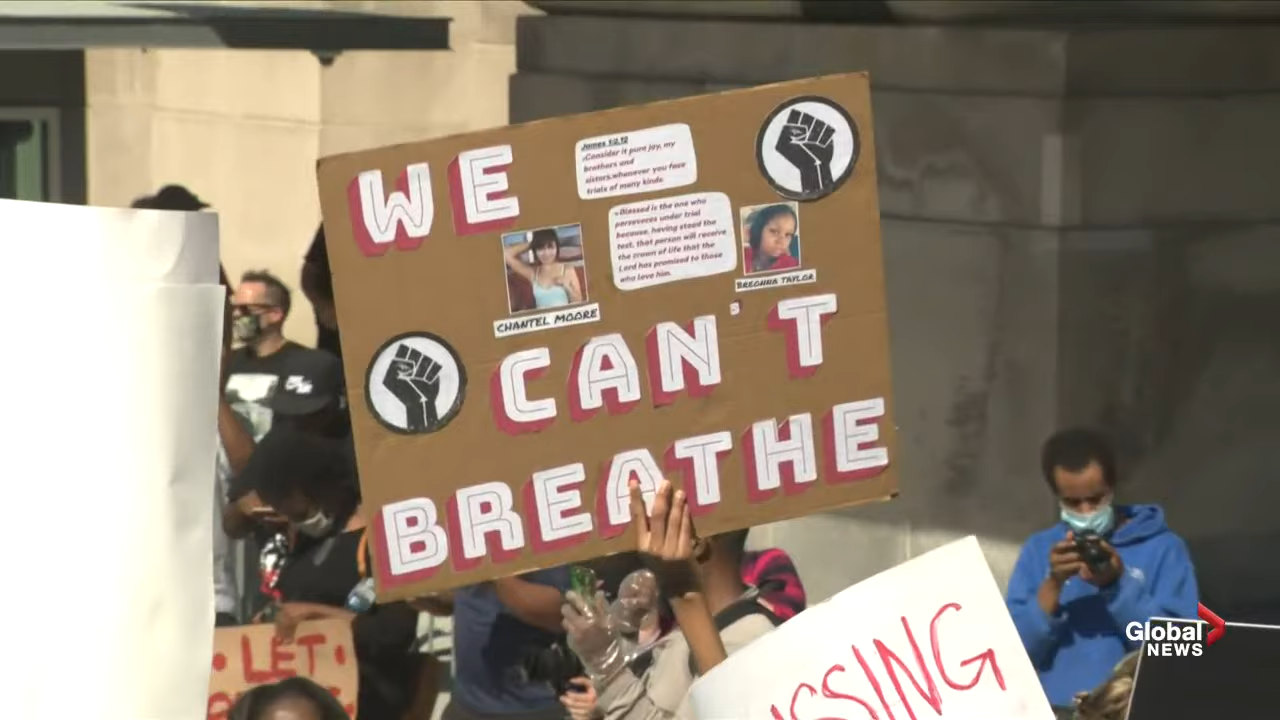 WE
James 1:2,12
Consider is pure joy, my
brothers and
sisters,whenever you face
trials of many kinds.
Blessed is the one who
perseveres under trial
because, having stood the
test, that person will receive
the crown of life that the
Lord has promised to those
who love him.
CHANTEL MOORE
BREONNA TAYLOR
CAN'T
BREATHE
LET
SSING
Global
NEWS